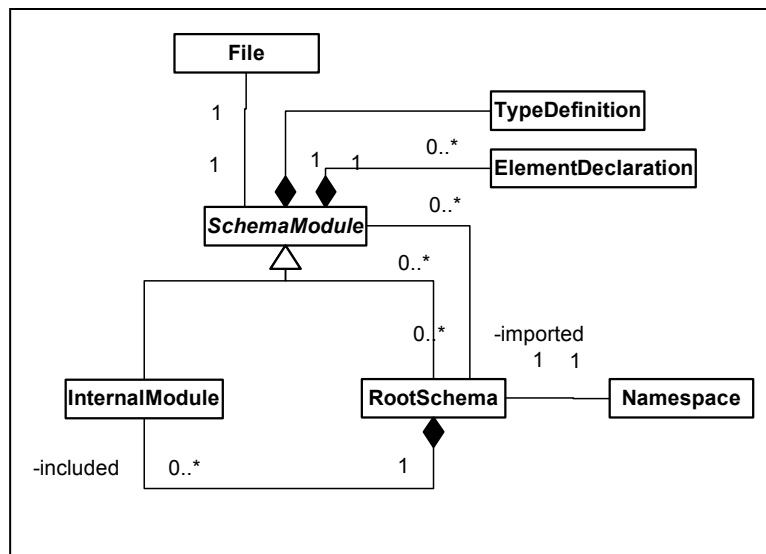 File
1
TypeDefinition
0..*
1
1
1
ElementDeclaration
0..*
SchemaModule
0..*
0..*
-imported
1
1
InternalModule
RootSchema
Namespace
-included
0..*
1